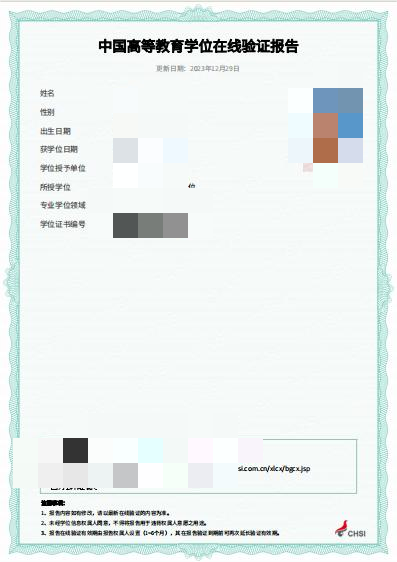 中国高等教育学位在线验证报告
更新日期：2023年12月29日
姓名
性别
出生日期
获学位日期
学位授予单位
所授学位
位
专业学位领域
学位证书编号
si.com.cn/xlcx/bgcx.jsp
注意事项：
1、报告内容如有修改，请以最新在线验证的内容为准。
2、未经学位信息权属人同意，不得将报告用于违背权属人意愿之用途。
3、报告在线验证有效期由报告权属人设置（1~6个月），其在报告验证到期前可再次延长验证有效期。
CHSI